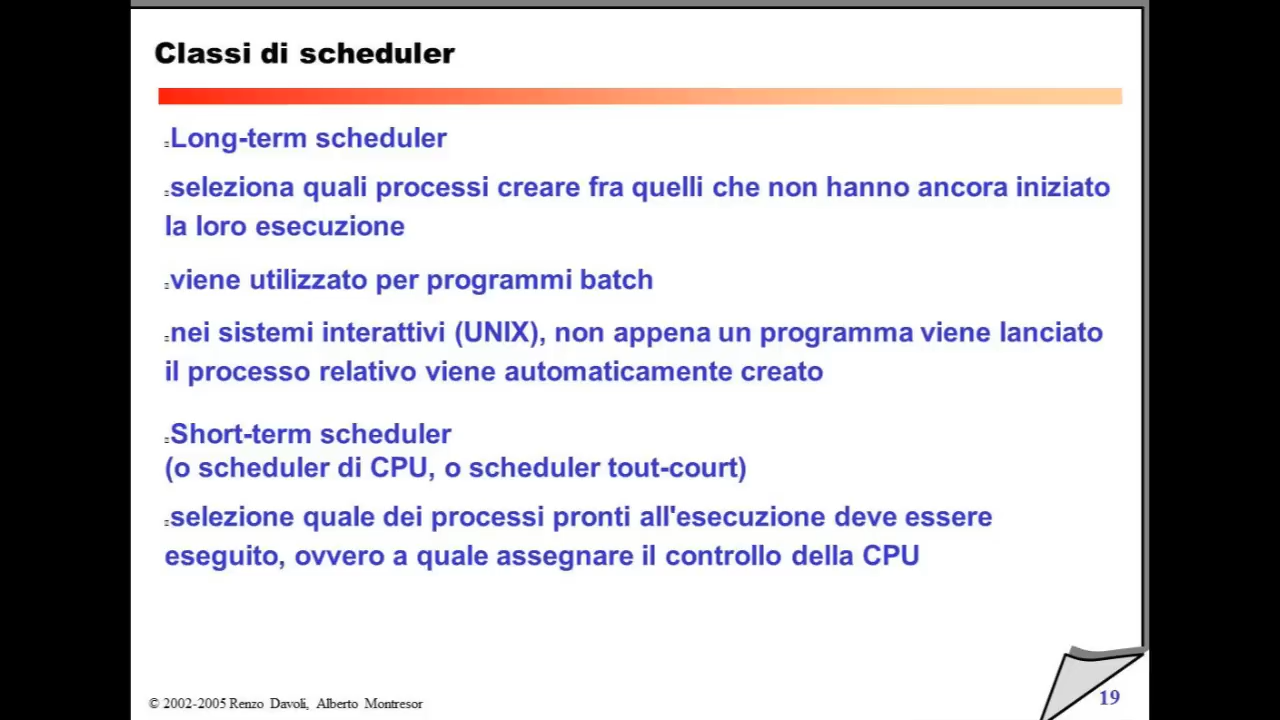 Classi di scheduler
Long-term scheduler
seleziona quali processi creare fra quelli che non hanno ancora iniziato
la loro esecuzione
viene utilizzato per programmi batch
nei sistemi interattivi (UNIX), non appena un programma viene lanciato
il processo relativo viene automaticamente creato
Short-term scheduler
(o scheduler di CPU, o scheduler tout-court)
selezione quale dei processi pronti all'esecuzione deve essere
eseguito, ovvero a quale assegnare il controllo della CPU
© 2002-2005 Renzo Davoli, Alberto Montresor
19